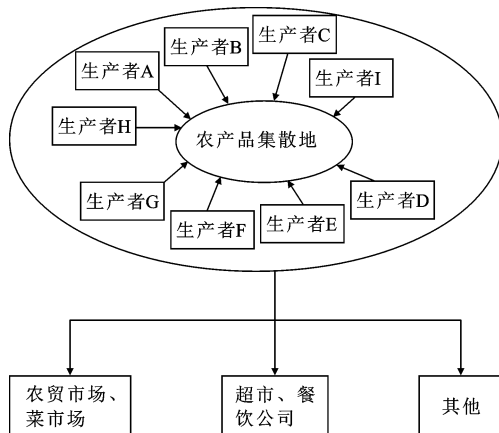 生产者C
生产者B
生产者A
生产者I
生产者H
农产品集散地
生产者G
生产者D
生产者F
生产者E
农贸市场、
菜市场
超市、餐
饮公司
其他